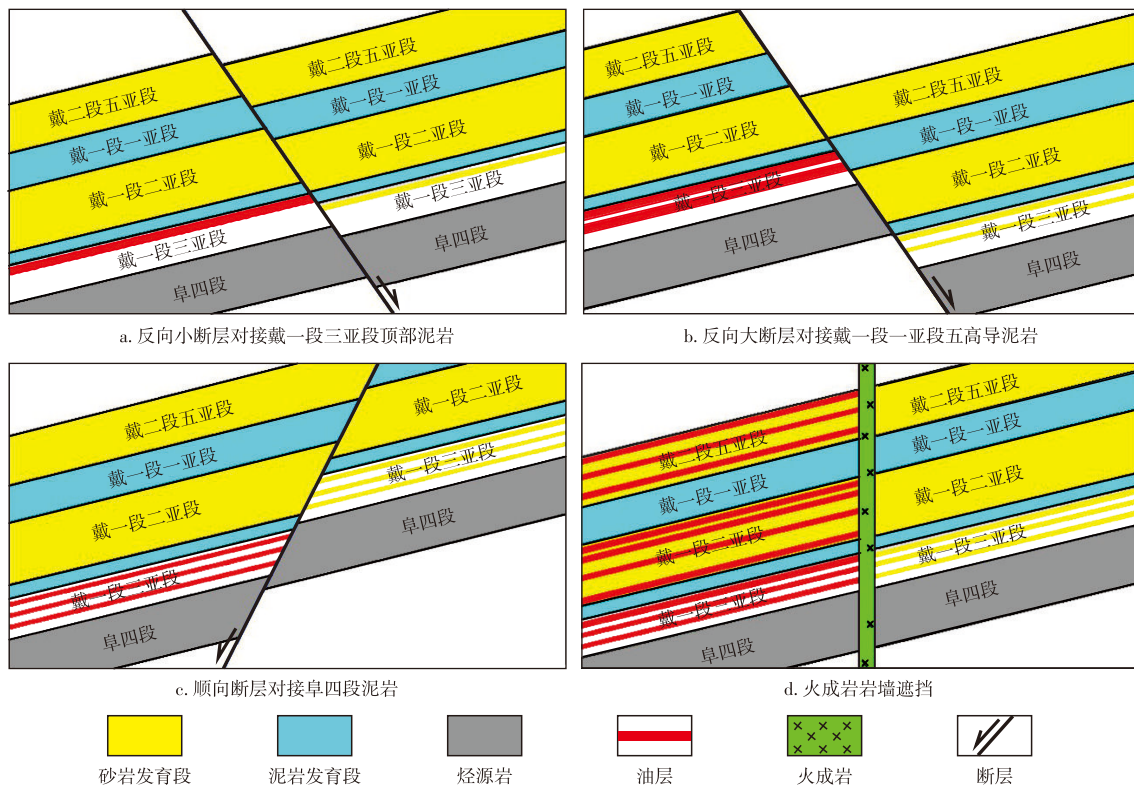 戴二段五亚段
戴一段一亚段
戴一段二亚段
戴一段三亚段
阜四段
戴二段五亚段
戴一段一亚段
戴一段二亚段
戴一段三亚段
阜四段
a. 反向小断层对接戴一段三亚段顶部泥岩
戴二段五亚段
戴一段一亚段
戴一段二亚段
戴一段三亚段
阜四段
戴二段五亚段
戴一段一亚段
戴一段二亚段
戴一段三亚段
阜四段
b. 反向大断层对接戴一段一亚段五高导泥岩
戴二段五亚段
戴一段一亚段
戴一段二亚段
戴一段三亚段
阜四段
戴一段二亚段
戴一段三亚段
阜四段
c. 顺向断层对接阜四段泥岩
戴二段五亚段
戴一段一亚段
戴一段二亚段
戴一段三亚段
阜四段
戴二段五亚段
戴一段一亚段
戴一段二亚段
戴一段三亚段
阜四段
d. 火成岩岩墙遮挡
砂岩发育段
泥岩发育段
烃源岩
油层
火成岩
断层